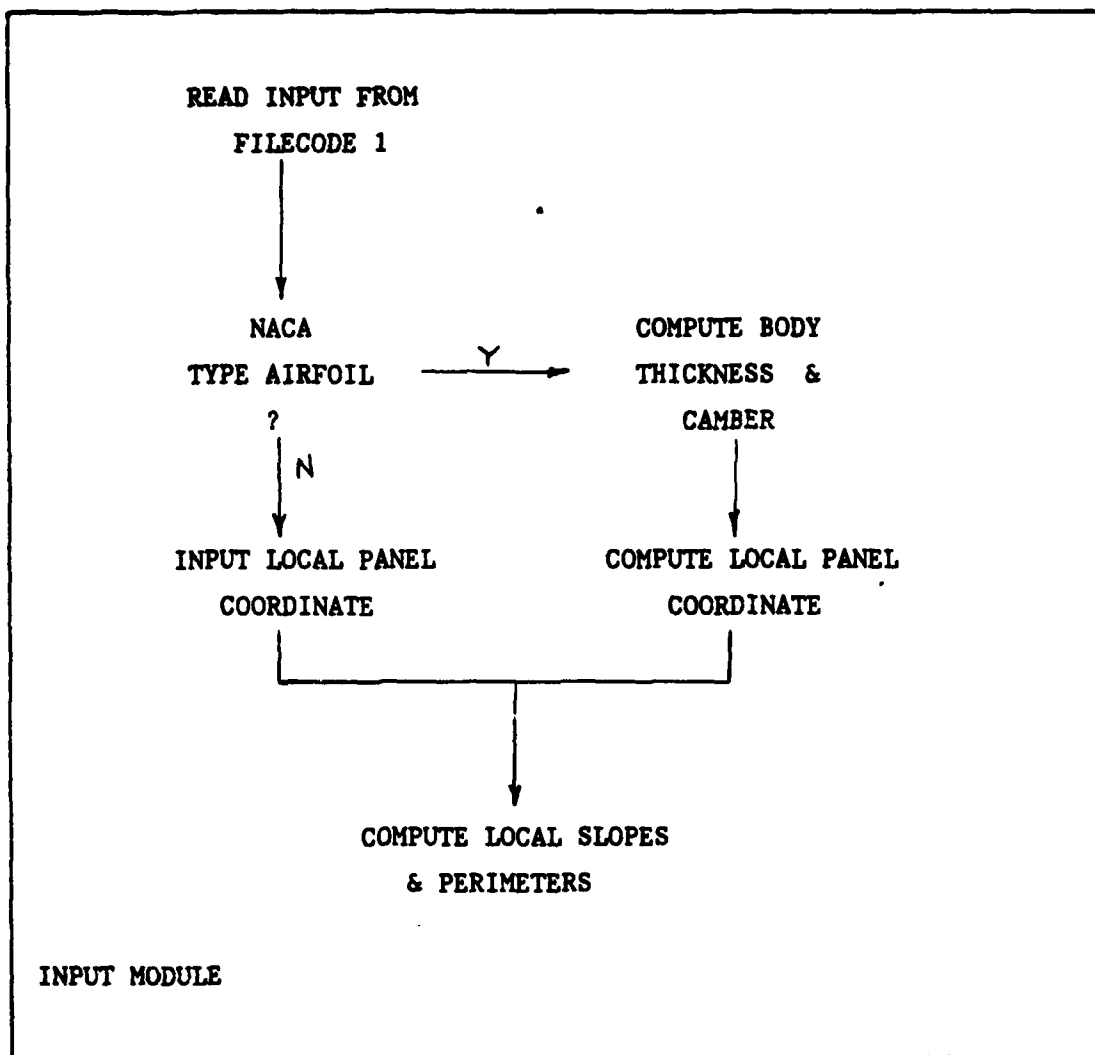 READ INPUT FROM
FILECODE 1
NACA
TYPE AIRFOIL
?
Y
COMPUTE BODY
THICKNESS &
CAMBER
N
INPUT LOCAL PANEL
COORDINATE
COMPUTE LOCAL PANEL
COORDINATE
COMPUTE LOCAL SLOPES
& PERIMETERS
INPUT MODULE